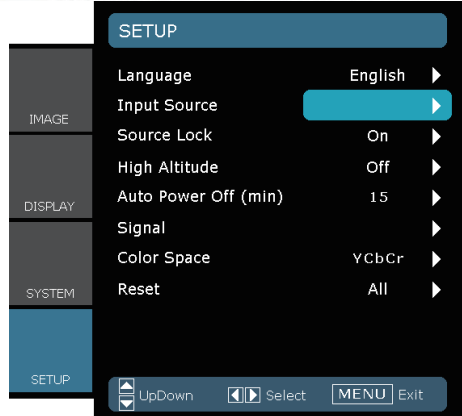 SETUP
IMAGE
DISPLAY
SYSTEM
SETUP
Language English
Input Source
Source Lock On
High Altitude Off
Auto Power Off (min) 15
Signal
Color Space YCbCr
Reset All
UpDown Select MENU Exit